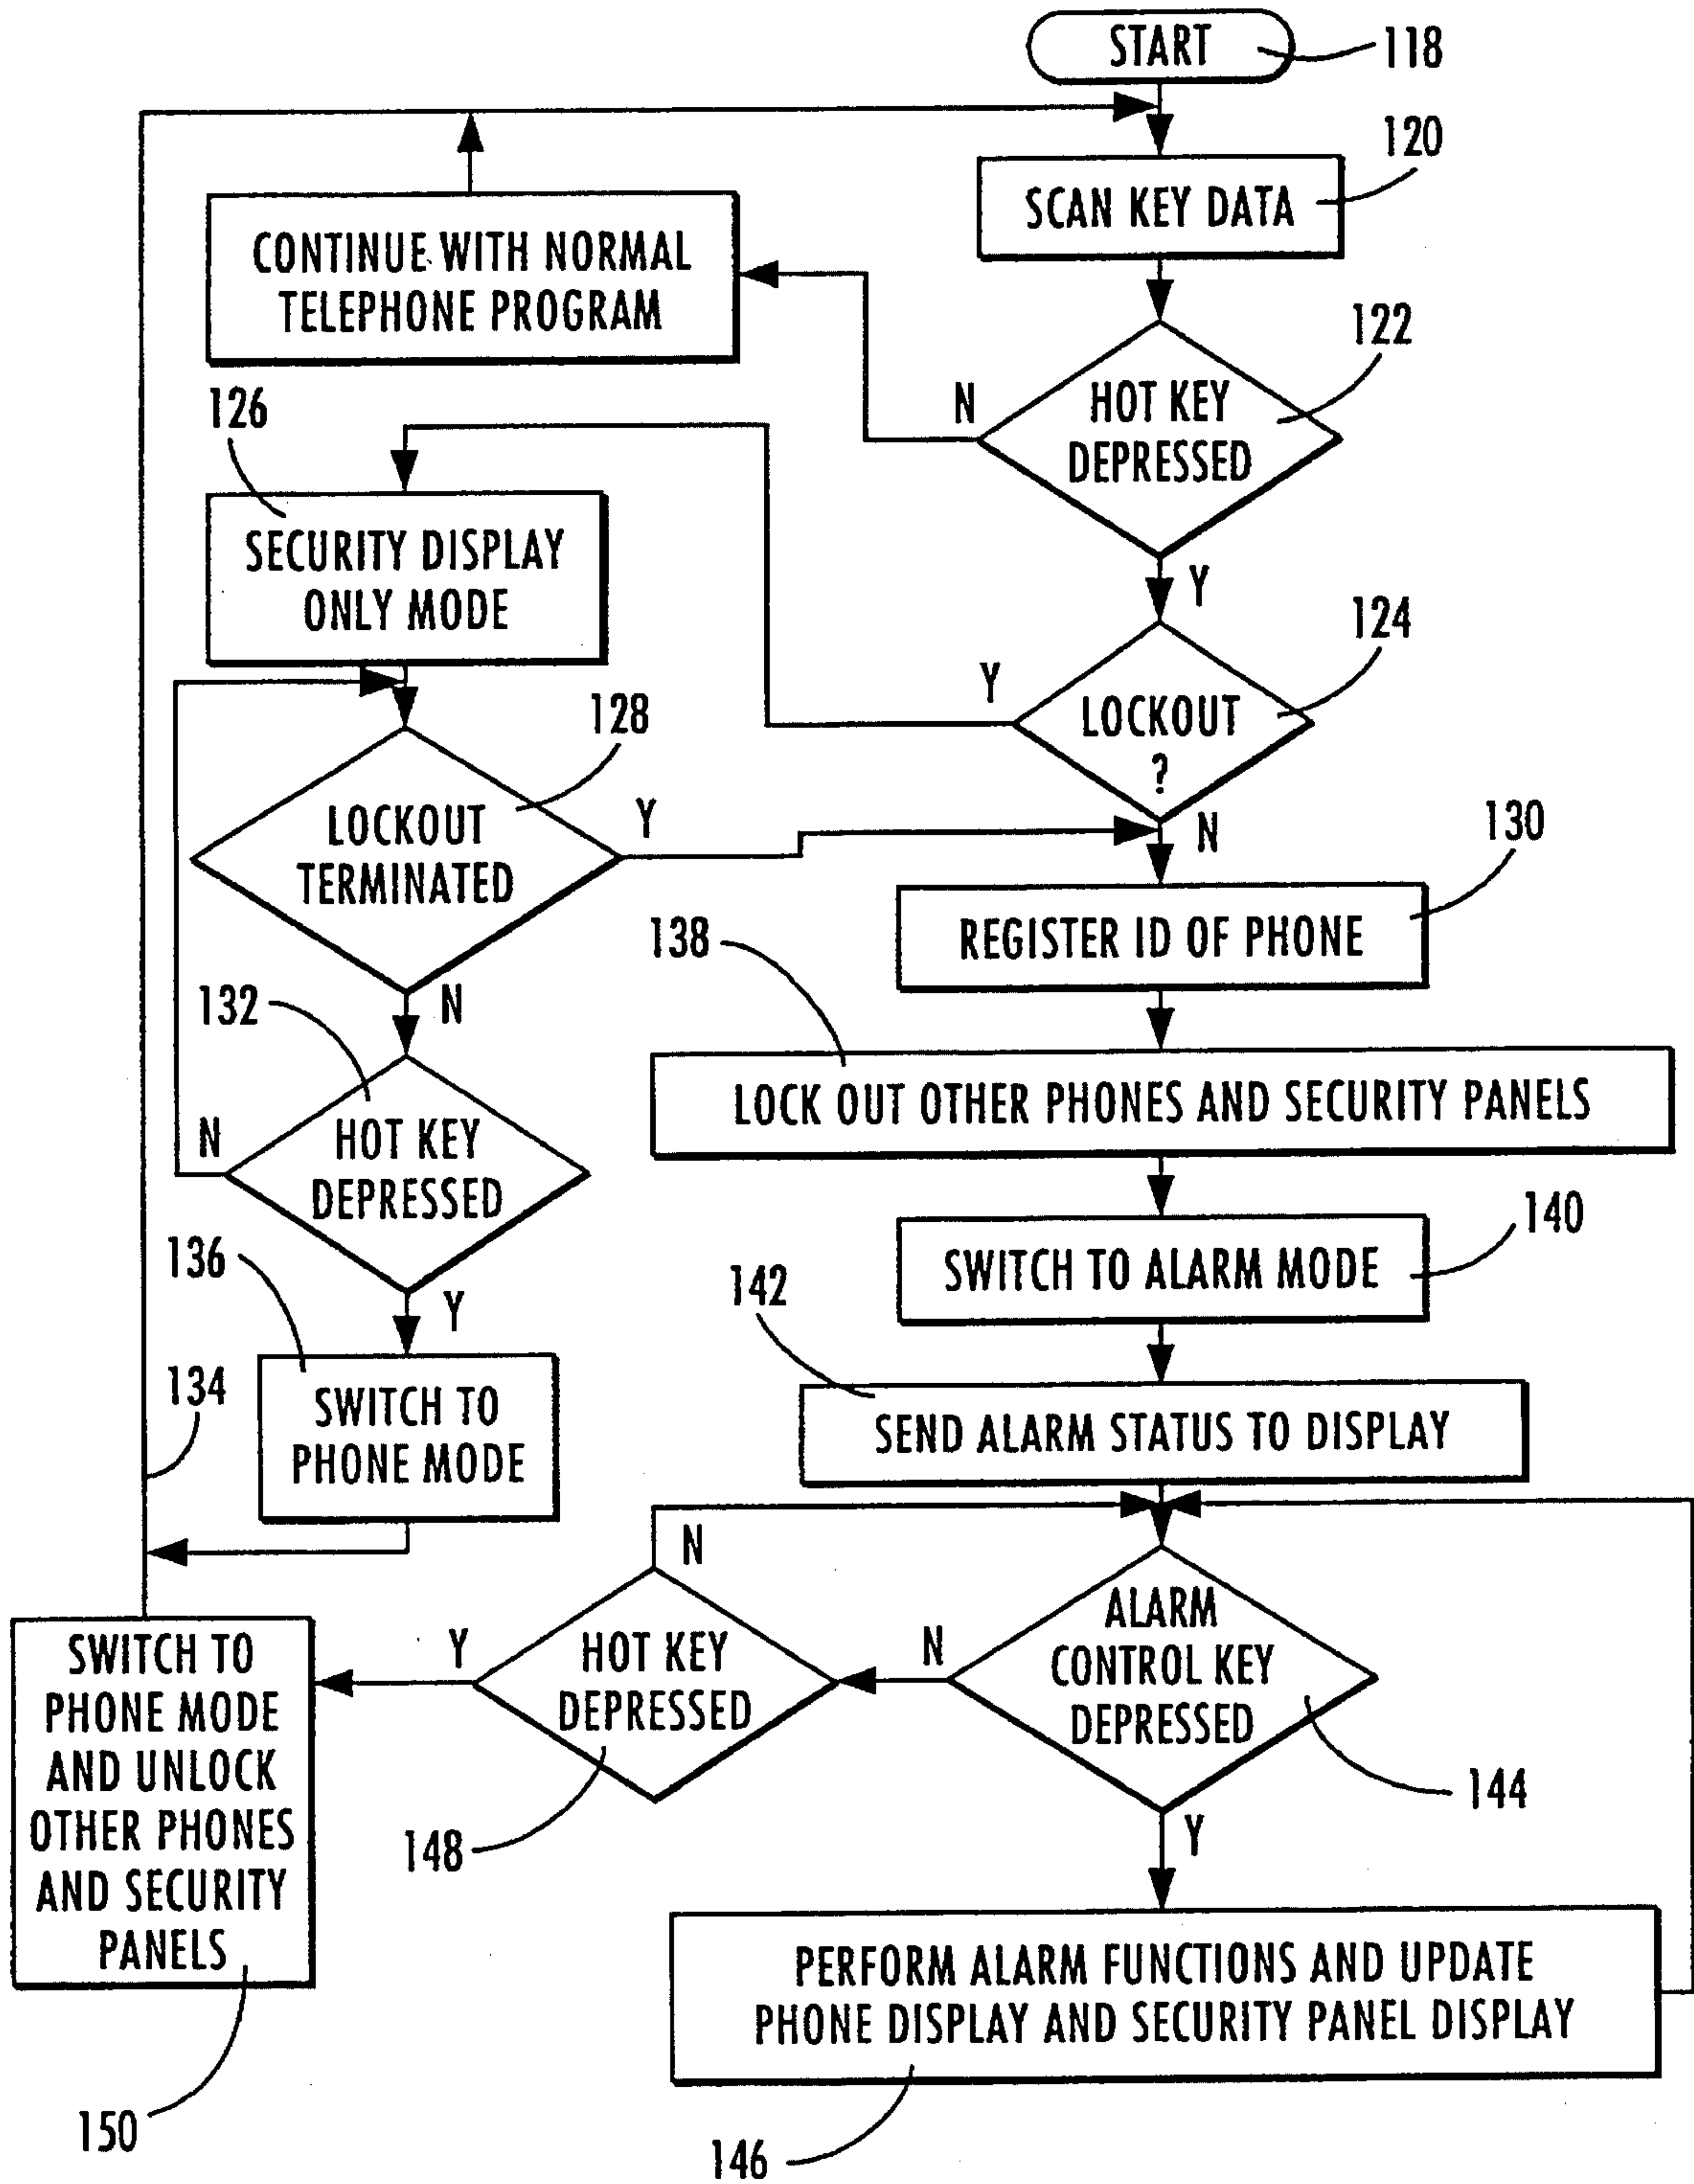 START
118
120
SCAN KEY DATA
CONTINUE WITH NORMAL
TELEPHONE PROGRAM
122
N
HOT KEY
DEPRESSED
126
Y
SECURITY DISPLAY
ONLY MODE
124
Y
LOCKOUT
?
N
128
LOCKOUT
TERMINATED
Y
N
130
REGISTER ID OF PHONE
138
LOCK OUT OTHER PHONES AND SECURITY PANELS
132
N
HOT KEY
DEPRESSED
Y
140
SWITCH TO ALARM MODE
136
SWITCH TO
PHONE MODE
134
142
SEND ALARM STATUS TO DISPLAY
N
ALARM
CONTROL KEY
DEPRESSED
N
144
Y
HOT KEY
DEPRESSED
Y
148
SWITCH TO
PHONE MODE
AND UNLOCK
OTHER PHONES
AND SECURITY
PANELS
150
PERFORM ALARM FUNCTIONS AND UPDATE
PHONE DISPLAY AND SECURITY PANEL DISPLAY
146